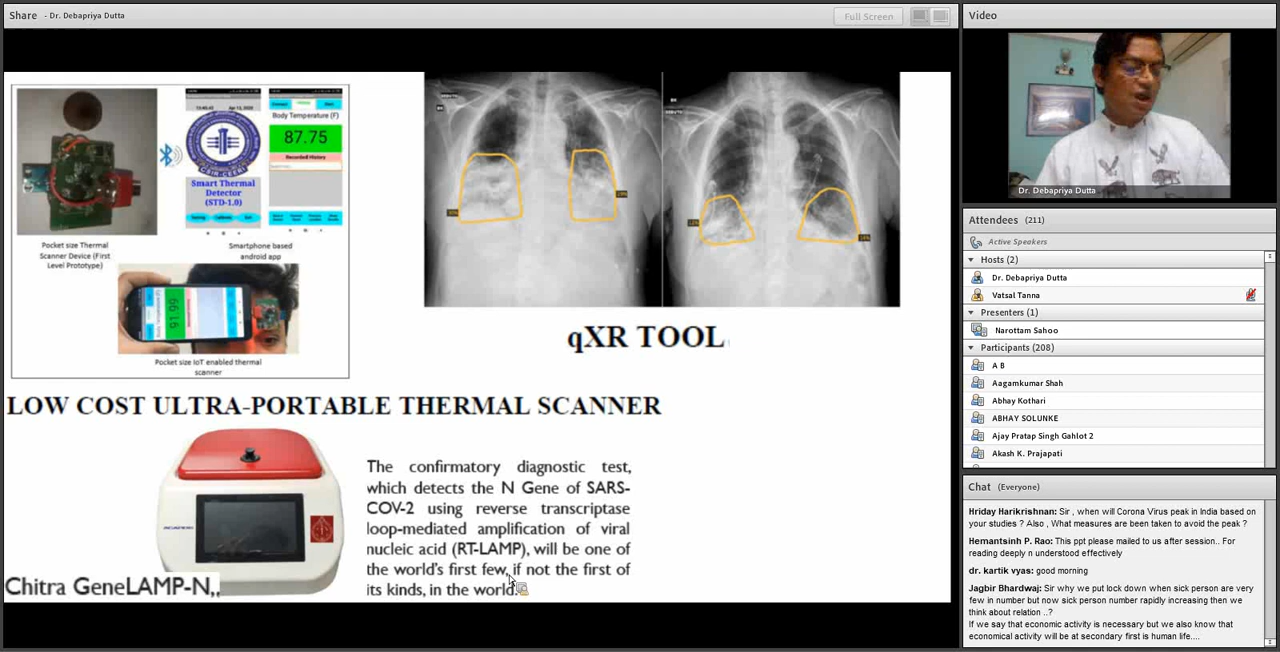 Share - Dr. Debapriya Dutta
Full Screen
Body Temperature (F)
87.75
Recorded History
CSIR-CEERI
Smart Thermal
Detector
(STD-1.0)
Pocket size Thermal
Scanner Device (First
Level Prototype)
Smartphone based
android app
91.99
Pocket size IoT enabled thermal
scanner
qXR TOOL
LOW COST ULTRA-PORTABLE THERMAL SCANNER
Chitra GeneLAMP-N,,
The confirmatory diagnostic test,
which detects the N Gene of SARS-
COV-2 using reverse transcriptase
loop-mediated amplification of viral
nucleic acid (RT-LAMP), will be one of
the world's first few, if not the first of
its kinds, in the world.
Video
Dr. Debapriya Dutta
Attendees (211)
Active Speakers
Hosts (2)
Dr. Debapriya Dutta
Vatsal Tanna
Presenters (1)
Narottam Sahoo
Participants (208)
A B
Aagamkumar Shah
Abhay Kothari
ABHAY SOLUNKE
Ajay Pratap Singh Gahlot 2
Akash K. Prajapati
Chat (Everyone)
Hriday Harikrishnan: Sir , when will Corona Virus peak in India based on
your studies ? Also , What measures are been taken to avoid the peak ?
Hemantsinh P. Rao: This ppt please mailed to us after session.. For
reading deeply n understood effectively
dr. kartik vyas: good morning
Jagbir Bhardwaj: Sir why we put lock down when sick person are very
few in number but now sick person number rapidly increasing then we
think about relation ..?
If we say that economic activity is necessary but we also know that
economical activity will be at secondary first is human life....